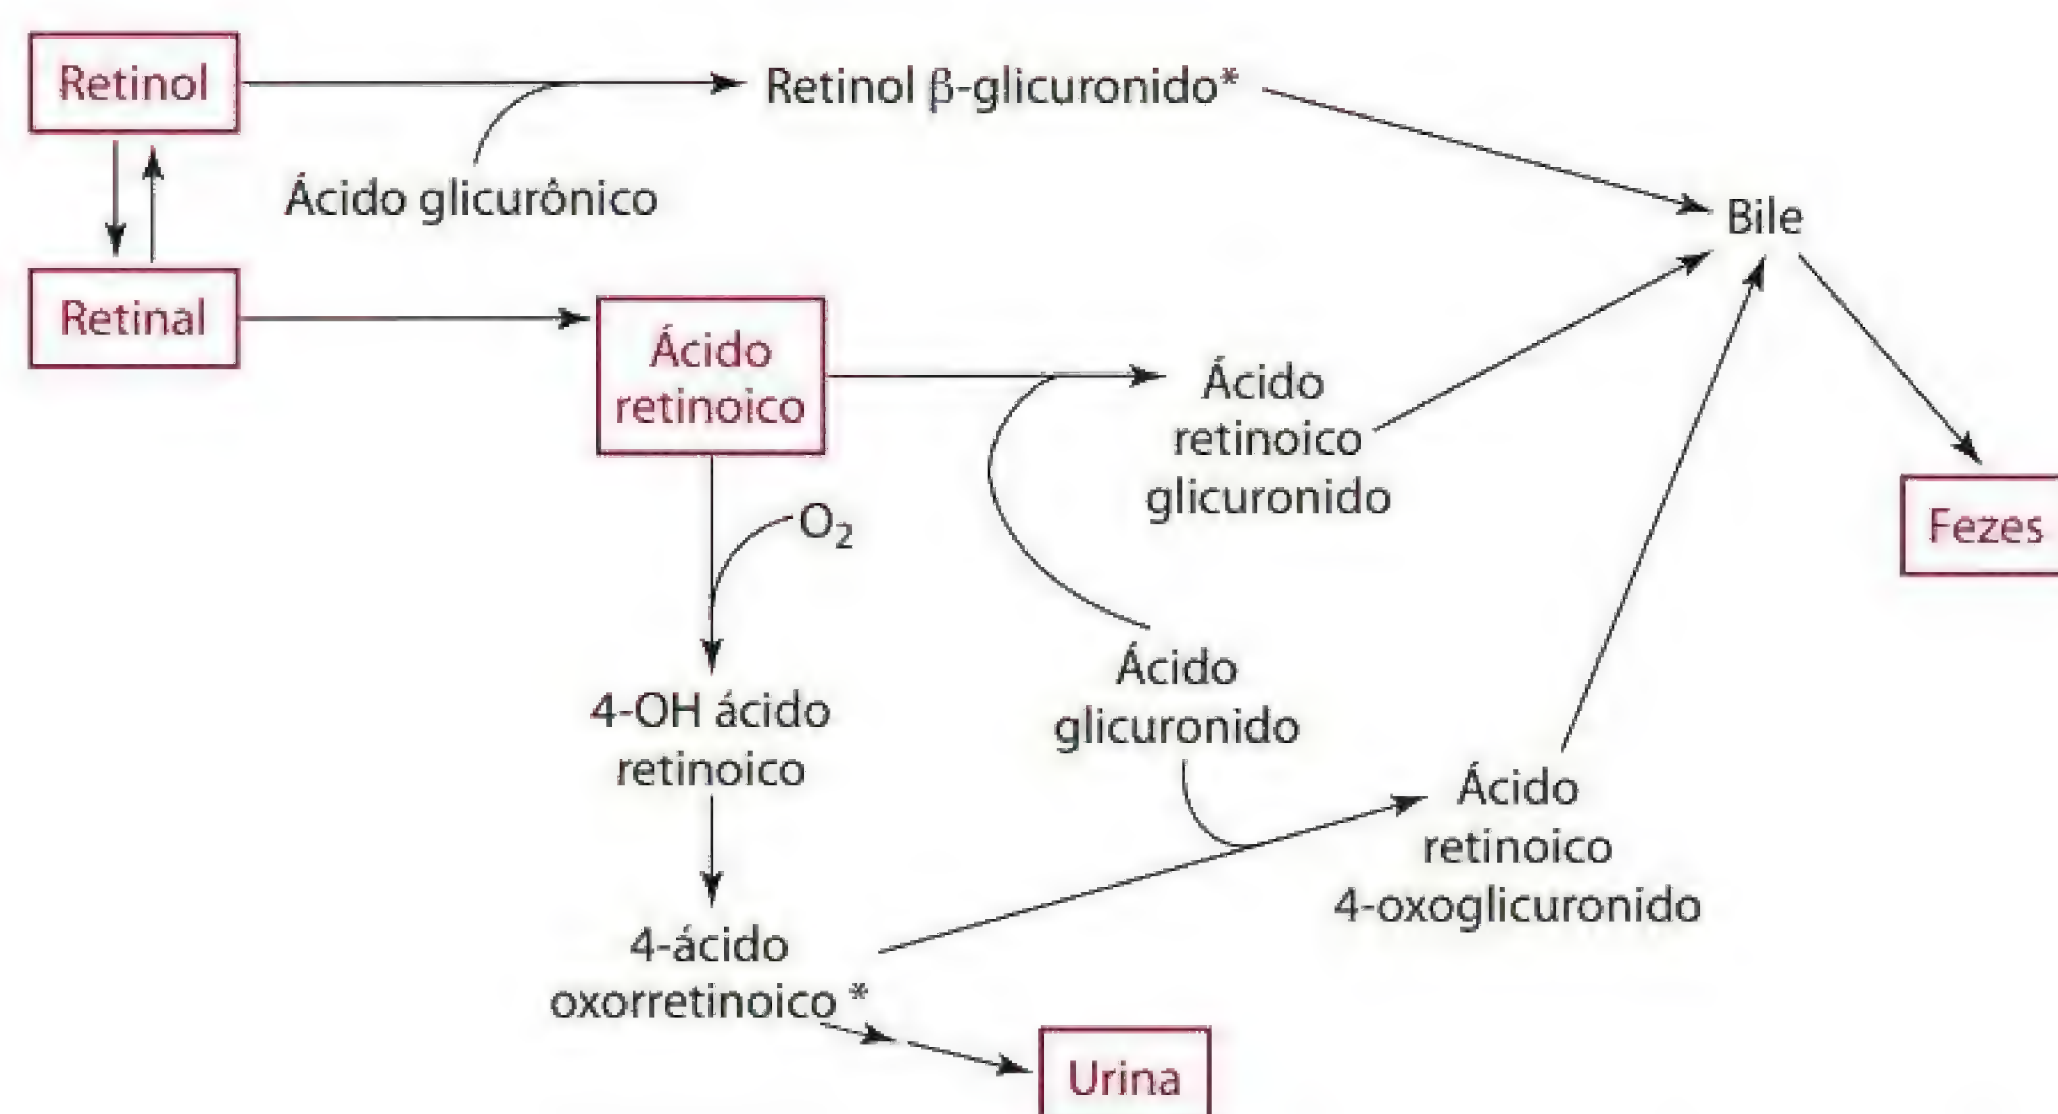 Retinol
Retinol β-glicuronido*
Ácido glicurônico
Bile
Retinal
Ácido
retinoico
Ácido
retinoico
glicuronido
O₂
Fezes
Ácido
glicuronido
4-OH ácido
retinoico
Ácido
retinoico
4-oxoglicuronido
4-ácido
oxorretinoico *
Urina